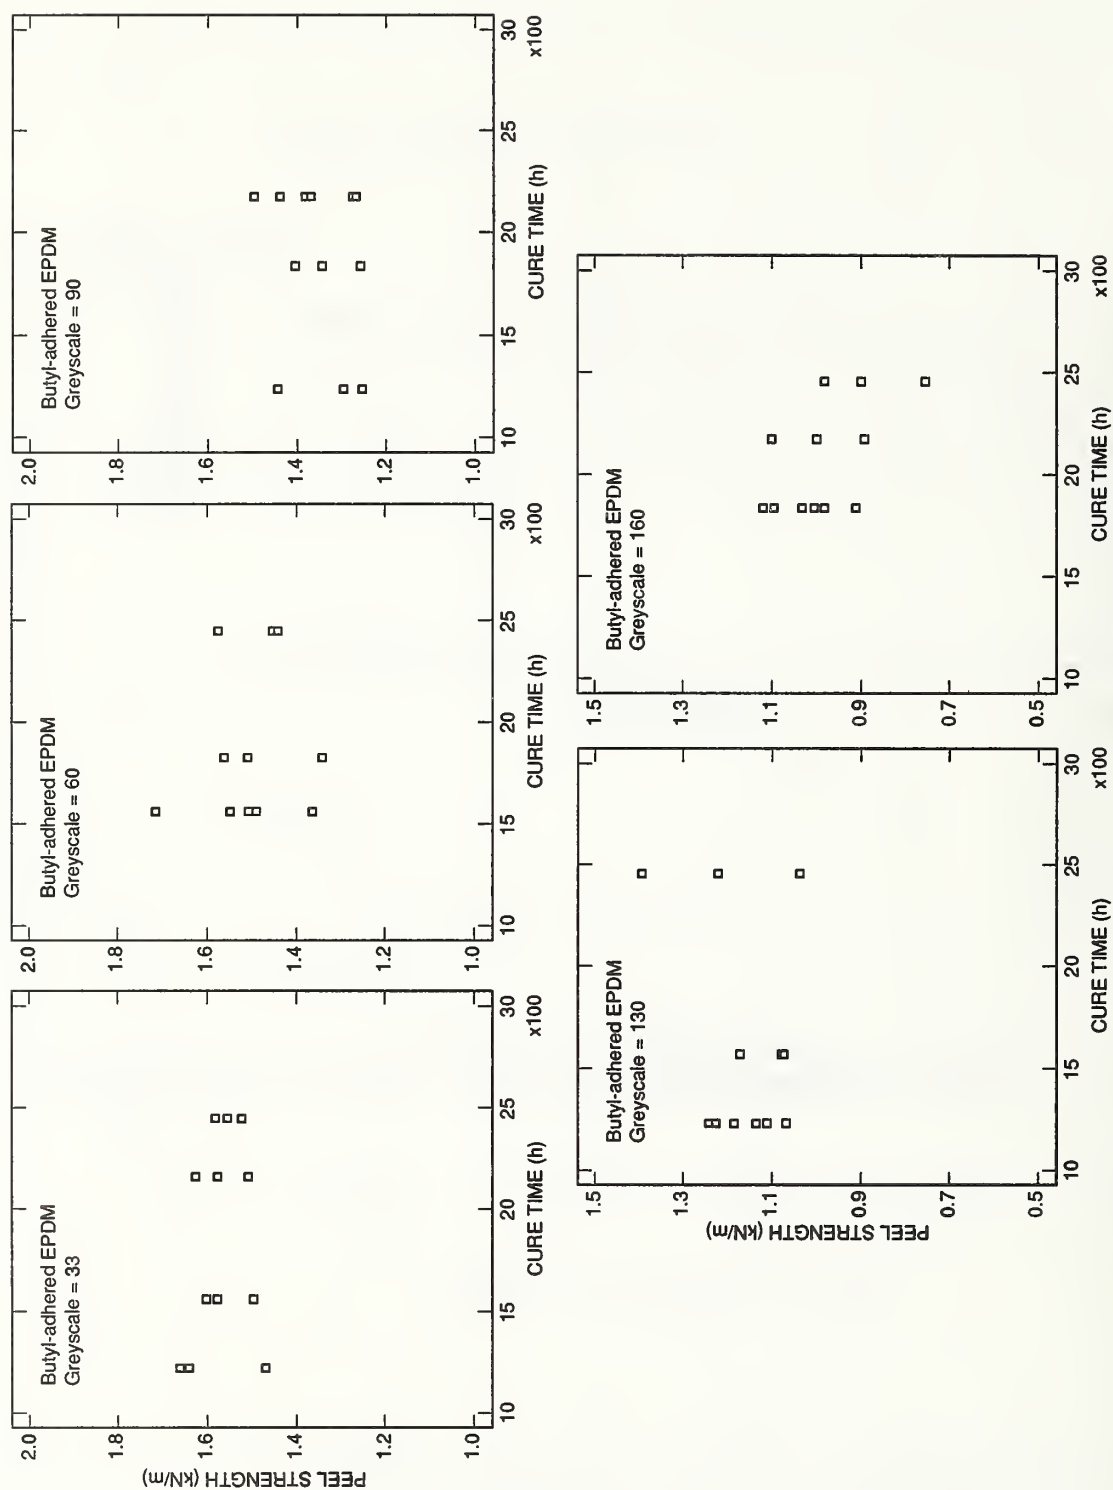 Butyl-adhered EPDM
Greyscale = 33
2.0
1.8
1.6
1.4
1.2
1.0
PEEL STRENGTH (kN/m)
10
15
20
25
30
x100
CURE TIME (h)
Butyl-adhered EPDM
Greyscale = 60
2.0
1.8
1.6
1.4
1.2
1.0
10
15
20
25
30
x100
CURE TIME (h)
Butyl-adhered EPDM
Greyscale = 90
2.0
1.8
1.6
1.4
1.2
1.0
10
15
20
25
30
x100
CURE TIME (h)
Butyl-adhered EPDM
Greyscale = 130
1.5
1.3
1.1
0.9
0.7
0.5
PEEL STRENGTH (kN/m)
10
15
20
25
30
x100
CURE TIME (h)
Butyl-adhered EPDM
Greyscale = 160
1.5
1.3
1.1
0.9
0.7
0.5
10
15
20
25
30
x100
CURE TIME (h)